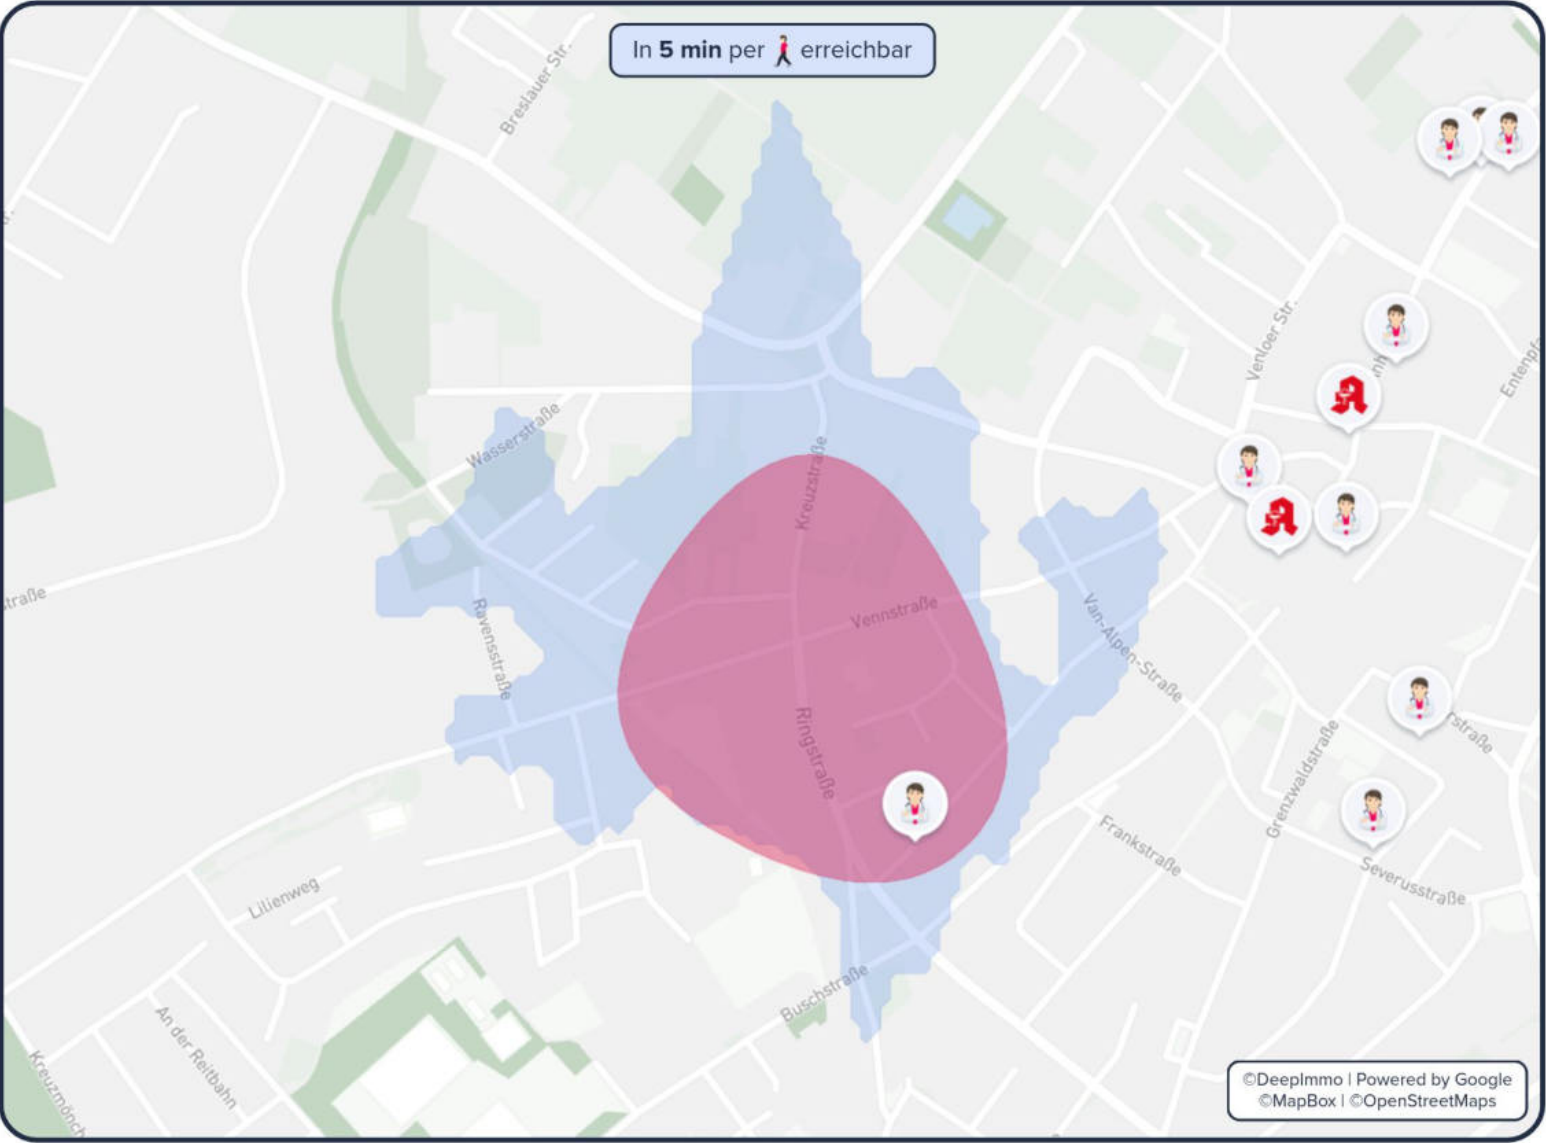 In 5 min per erreichbar
Breslauer Str.
Venloer Str.
Wasserstraße
Kreuzstraße
straße
Ravensstraße
Vennstraße
Van-Alpen-Straße
Ringstraße
Grenzwaldstraße
Frankstraße
Severusstraße
Lilienweg
Buschstraße
An der Reitbahn
©DeepImmo | Powered by Google
©MapBox | ©OpenStreetMaps